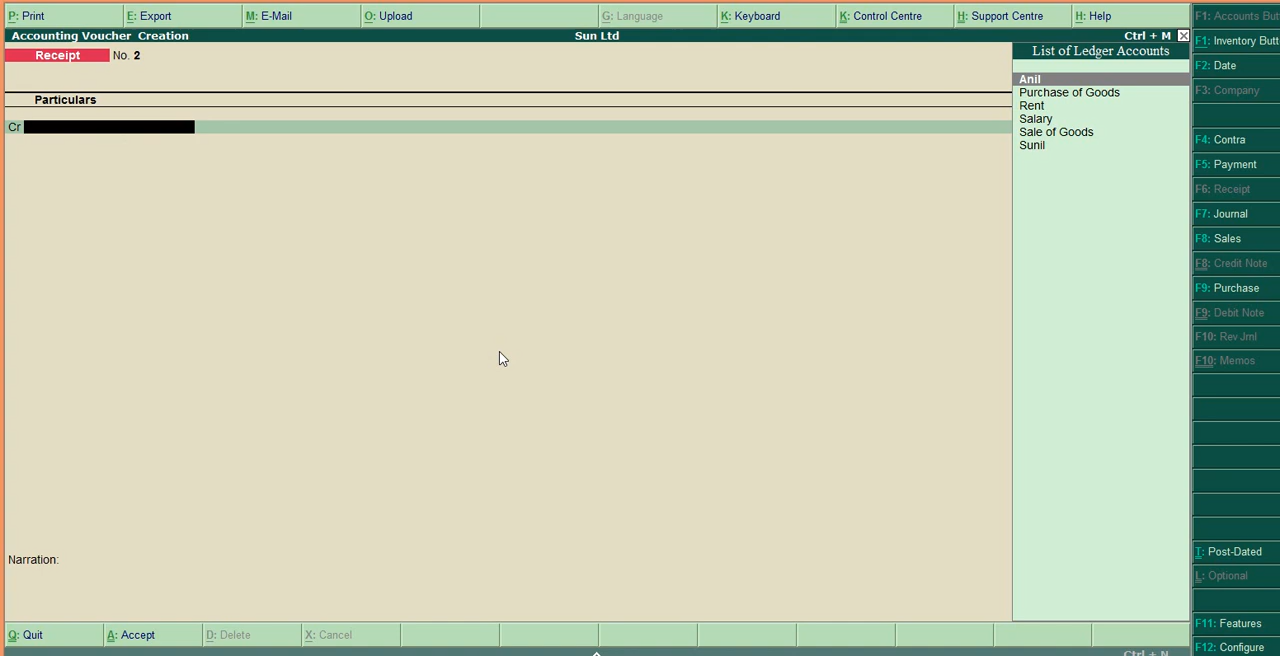 P: Print E: Export M: E-Mail O: Upload G: Language K: Keyboard K: Control Centre H: Support Centre H: Help F1: Accounts But
Accounting Voucher Creation Sun Ltd Ctrl + M
F1: Inventory Butt
Receipt No. 2 List of Ledger Accounts
F2: Date
Anil
Purchase of Goods F3: Company
Particulars
Rent
Salary
Cr Sale of Goods F4: Contra
Sunil
F5: Payment
F6: Receipt
F7: Journal
F8: Sales
F8: Credit Note
F9: Purchase
F9: Debit Note
F10: Rev Jrnl
F10: Memos
Narration: T: Post-Dated
L: Optional
F11: Features
Q: Quit A: Accept D: Delete X: Cancel F12: Configure
Ctrl + N